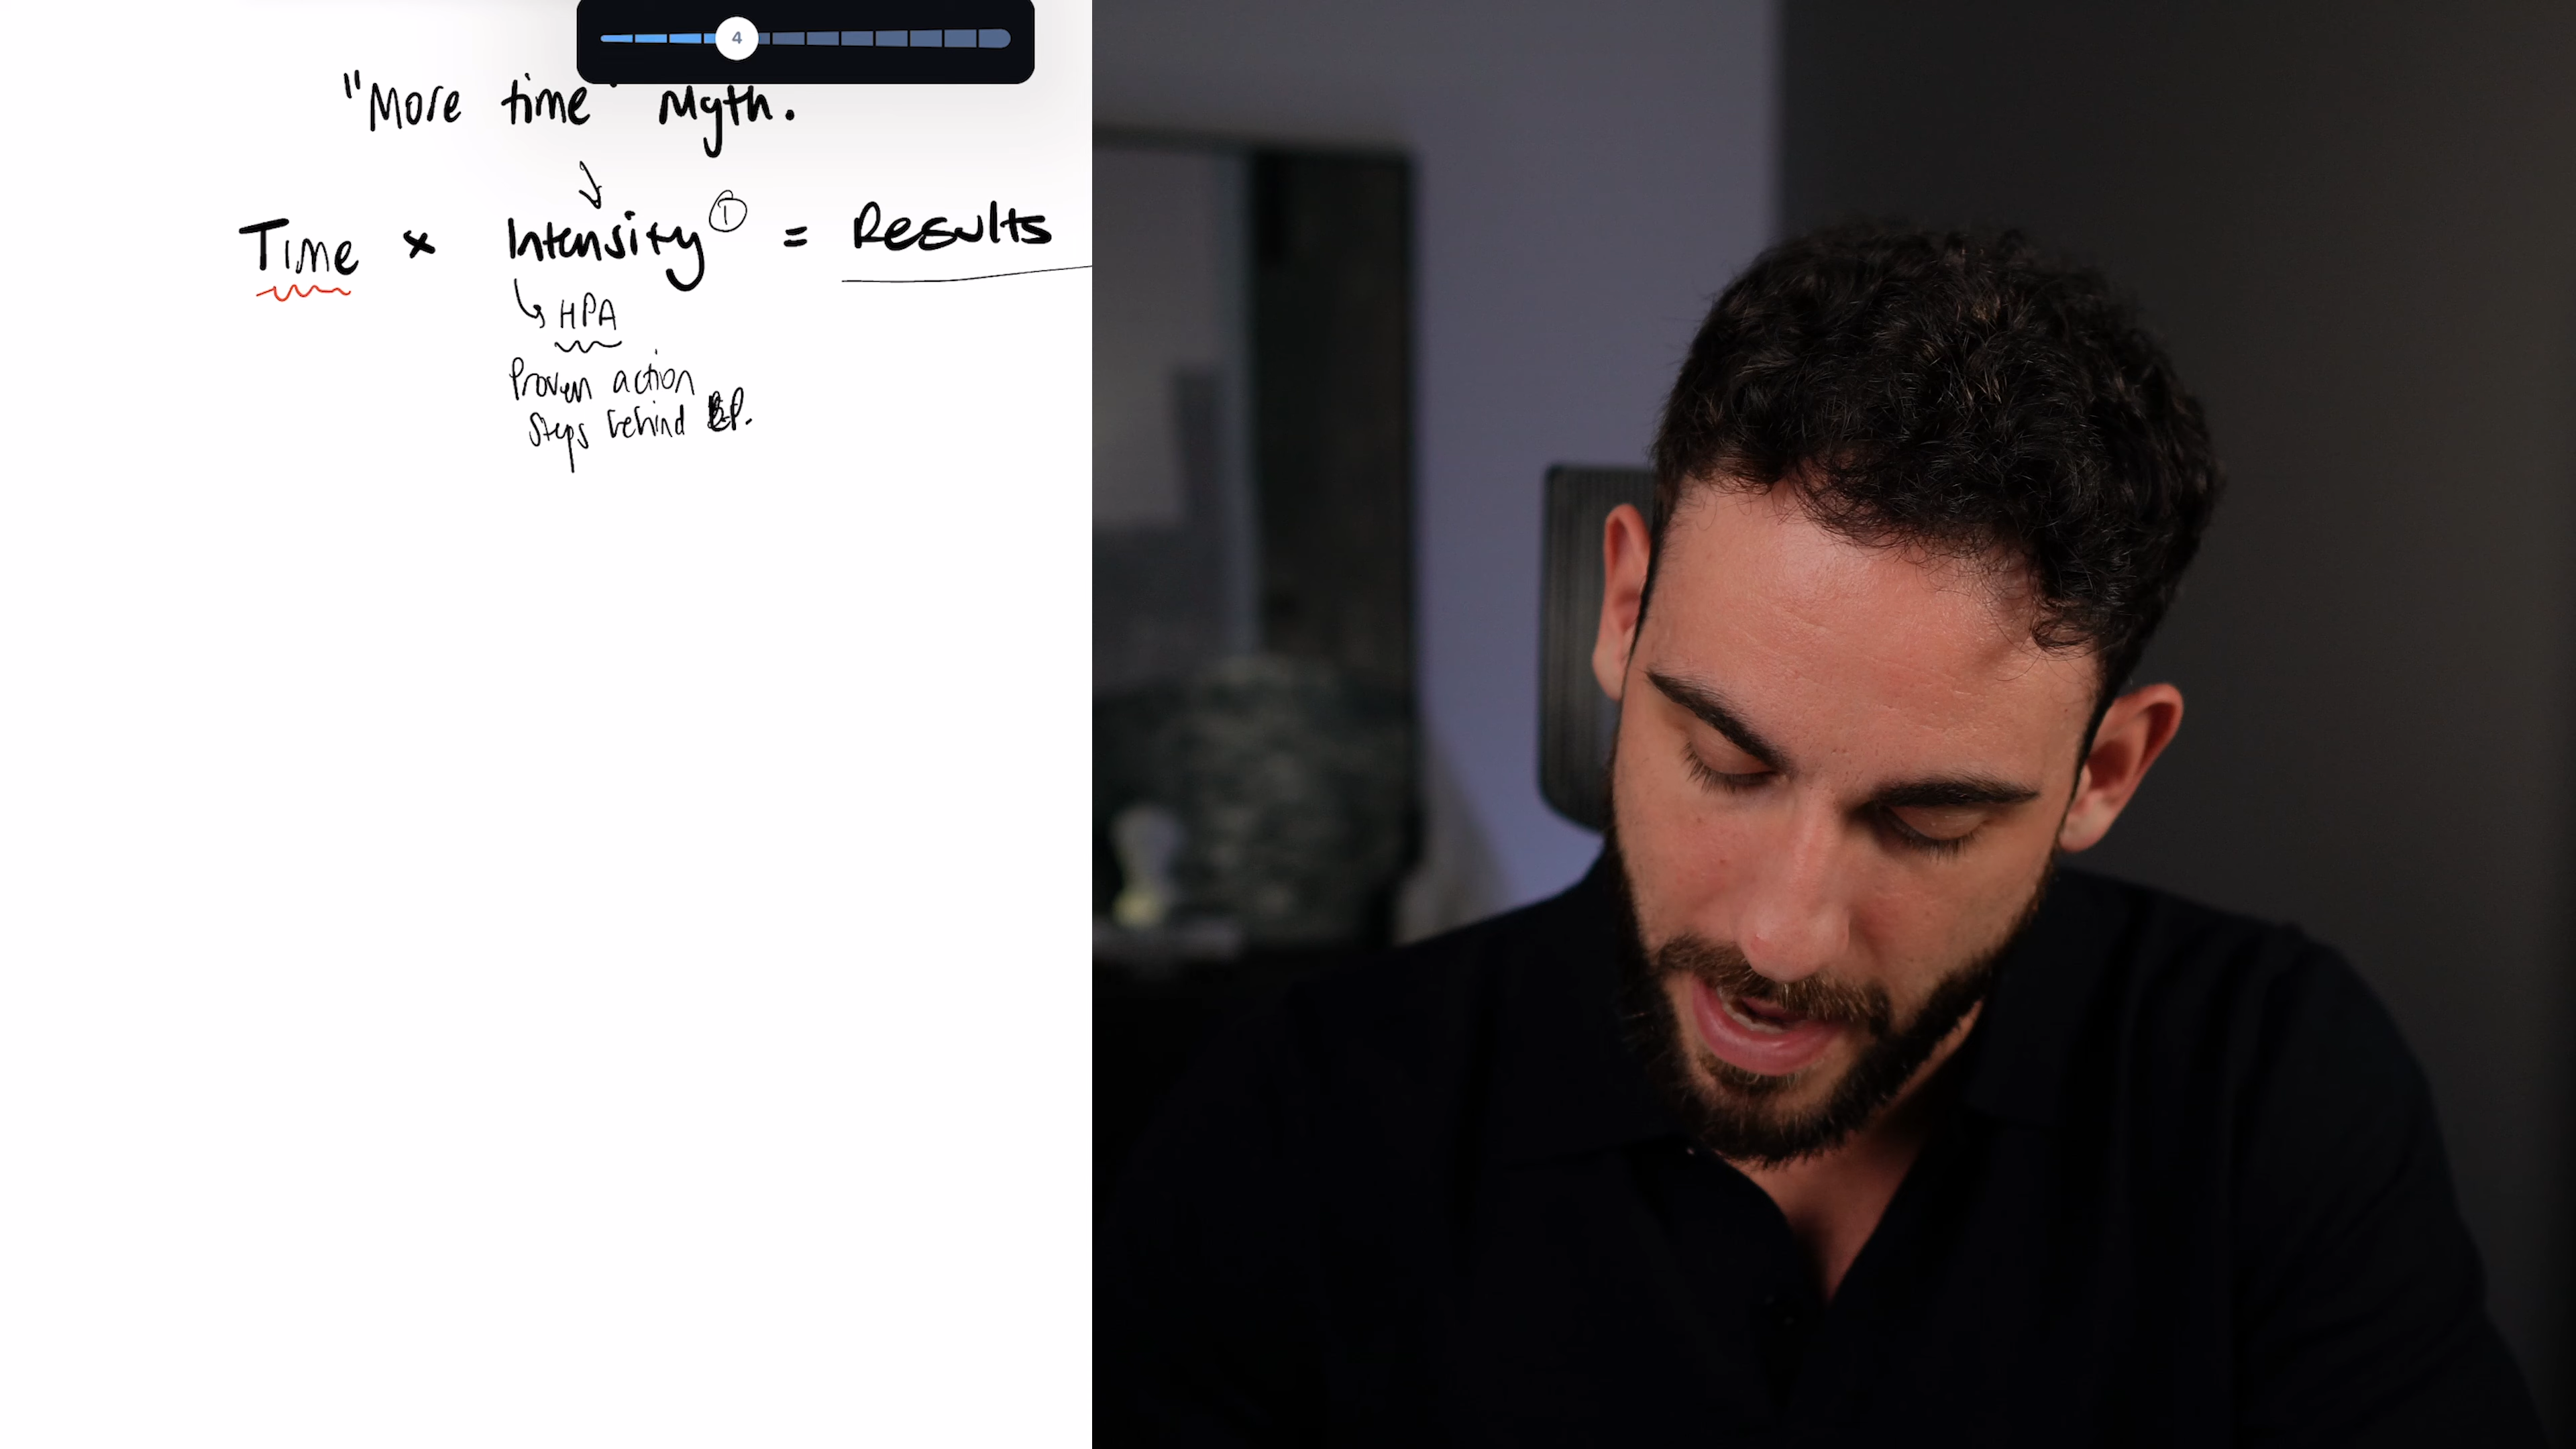 4
"More time" Myth.
Time × Intensity ① = Results
↳ HPA
Proven action
steps behind